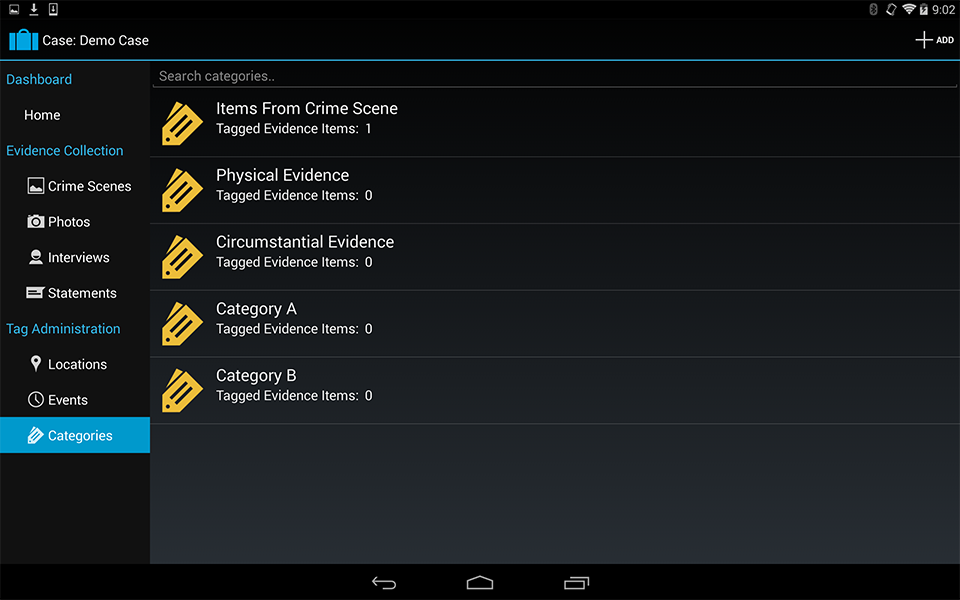 9:02
Case: Demo Case
ADD
Dashboard
Home
Evidence Collection
Crime Scenes
Photos
Interviews
Statements
Tag Administration
Locations
Events
Categories
Search categories..
Items From Crime Scene
Tagged Evidence Items: 1
Physical Evidence
Tagged Evidence Items: 0
Circumstantial Evidence
Tagged Evidence Items: 0
Category A
Tagged Evidence Items: 0
Category B
Tagged Evidence Items: 0